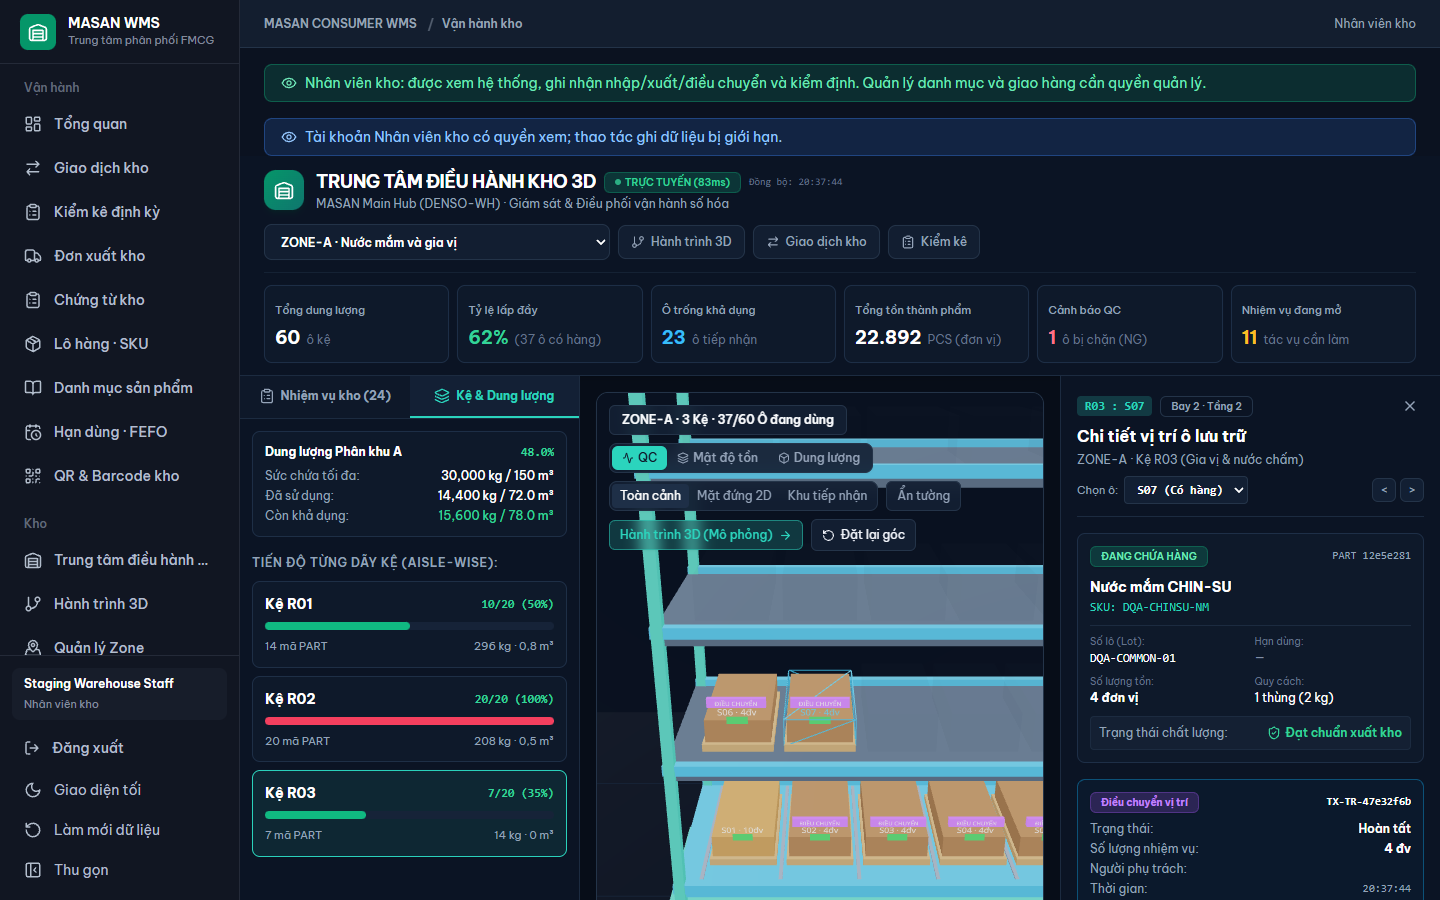 MASAN WMS
Trung tâm phân phối FMCG
Vận hành
Tổng quan
Giao dịch kho
Kiểm kê định kỳ
Đơn xuất kho
Chứng từ kho
Lô hàng · SKU
Danh mục sản phẩm
Hạn dùng · FEFO
QR & Barcode kho
Kho
Trung tâm điều hành ...
Hành trình 3D
Quản lý Zone
Staging Warehouse Staff
Nhân viên kho
Đăng xuất
Giao diện tối
Làm mới dữ liệu
Thu gọn
MASAN CONSUMER WMS / Vận hành kho
Nhân viên kho
Nhân viên kho: được xem hệ thống, ghi nhận nhập/xuất/điều chuyển và kiểm định. Quản lý danh mục và giao hàng cần quyền quản lý.
Tài khoản Nhân viên kho có quyền xem; thao tác ghi dữ liệu bị giới hạn.
TRUNG TÂM ĐIỀU HÀNH KHO 3D
TRỰC TUYẾN (83ms)
Đồng bộ: 20:37:44
MASAN Main Hub (DENSO-WH) · Giám sát & Điều phối vận hành số hóa
ZONE-A · Nước mắm và gia vị
Hành trình 3D
Giao dịch kho
Kiểm kê
Tổng dung lượng
60 ô kệ
Tỷ lệ lấp đầy
62% (37 ô có hàng)
Ô trống khả dụng
23 ô tiếp nhận
Tổng tồn thành phẩm
22.892 PCS (đơn vị)
Cảnh báo QC
1 ô bị chặn (NG)
Nhiệm vụ đang mở
11 tác vụ cần làm
Nhiệm vụ kho (24)
Kệ & Dung lượng
Dung lượng Phân khu A
48.0%
Sức chứa tối đa:
30,000 kg / 150 m³
Đã sử dụng:
14,400 kg / 72.0 m³
Còn khả dụng:
15,600 kg / 78.0 m³
TIẾN ĐỘ TỪNG DÃY KỆ (AISLE-WISE):
Kệ R01
10/20 (50%)
14 mã PART
296 kg · 0,8 m³
Kệ R02
20/20 (100%)
20 mã PART
208 kg · 0,5 m³
Kệ R03
7/20 (35%)
7 mã PART
14 kg · 0 m³
ZONE-A · 3 Kệ · 37/60 Ô đang dùng
QC
Mật độ tồn
Dung lượng
Toàn cảnh
Mặt đứng 2D
Khu tiếp nhận
Ẩn tường
Hành trình 3D (Mô phỏng) →
Đặt lại góc
ĐIỀU CHUYỂN
S06 · 4đv
ĐIỀU CHUYỂN
S01 · 10đv
ĐIỀU CHUYỂN
S02 · 4đv
ĐIỀU CHUYỂN
S03 · 4đv
ĐIỀU CHUYỂN
S04 · 4đv
R03 : S07
Bay 2 · Tầng 2
Chi tiết vị trí ô lưu trữ
ZONE-A · Kệ R03 (Gia vị & nước chấm)
Chọn ô:
S07 (Có hàng)
<
>
ĐANG CHỨA HÀNG
PART 12e5e281
Nước mắm CHIN-SU
SKU: DQA-CHINSU-NM
Số lô (Lot):
DQA-COMMON-01
Hạn dùng:
—
Số lượng tồn:
4 đơn vị
Quy cách:
1 thùng (2 kg)
Trạng thái chất lượng:
Đạt chuẩn xuất kho
Điều chuyển vị trí
TX-TR-47e32f6b
Trạng thái:
Hoàn tất
Số lượng nhiệm vụ:
4 đv
Người phụ trách:
Thời gian:
20:37:44